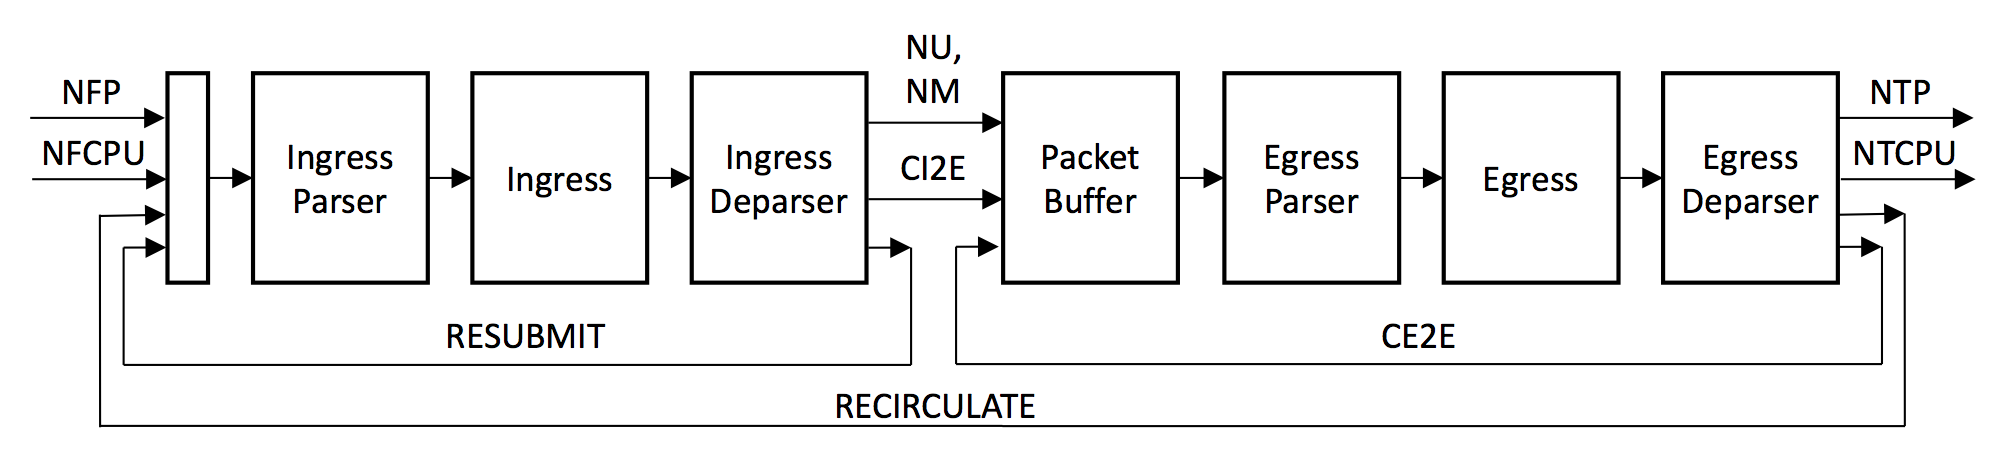 NFP
NFCPU
Ingress
Parser
Ingress
Ingress
Deparser
NU,
NM
CI2E
Packet
Buffer
Egress
Parser
Egress
Egress
Deparser
NTP
NTCPU
RESUBMIT
CE2E
RECIRCULATE